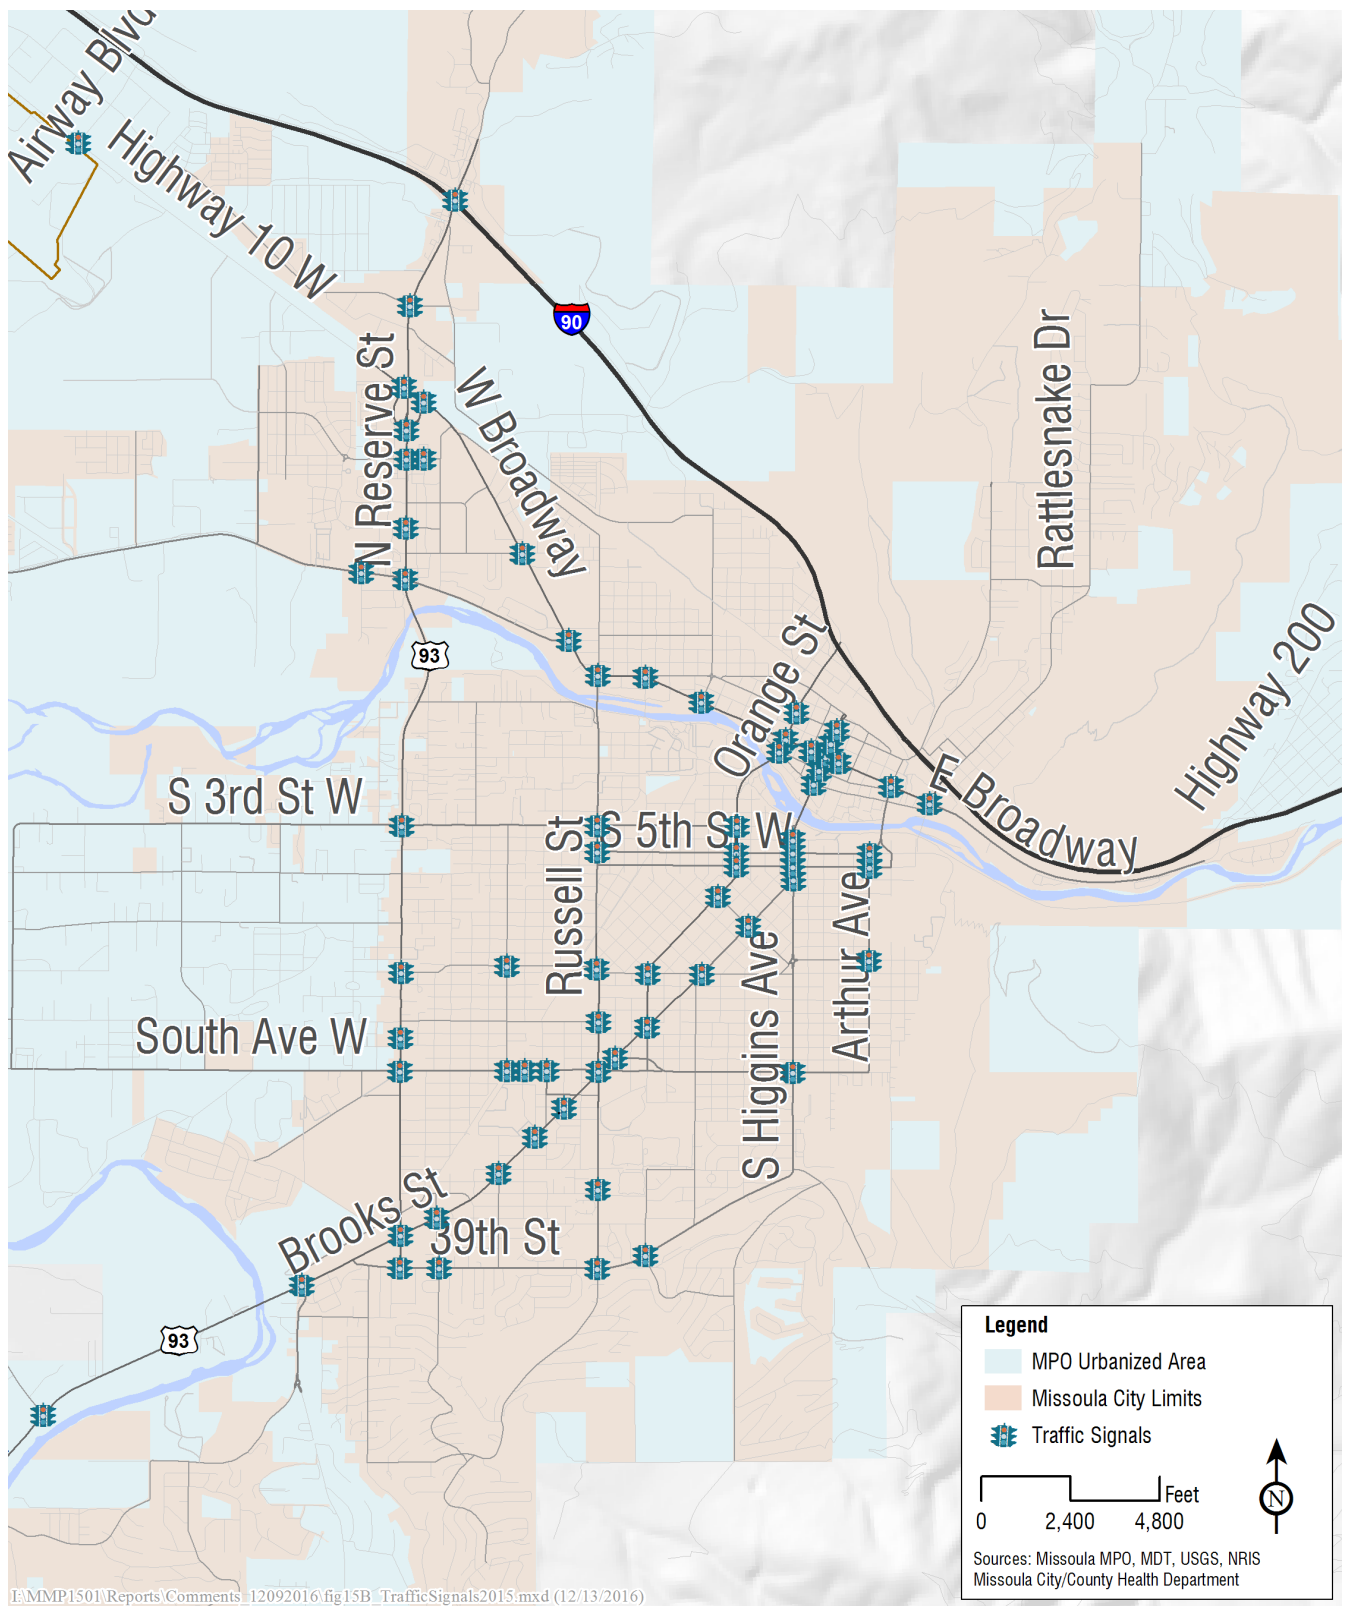 Airway Blvd
Highway 10 W
90
N Reserve St
W Broadway
Rattlesnake Dr
93
Orange St
Highway 200
S 3rd St W
E Broadway
S 5th St W
Russell St
Arthur Ave
S Higgins Ave
South Ave W
Brooks St
39th St
93
Legend
MPO Urbanized Area
Missoula City Limits
Traffic Signals
Feet
0 2,400 4,800
N
Sources: Missoula MPO, MDT, USGS, NRIS
Missoula City/County Health Department
I:\MMP1501\Reports\Comments_12092016\fig15B_TrafficSignals2015.mxd (12/13/2016)